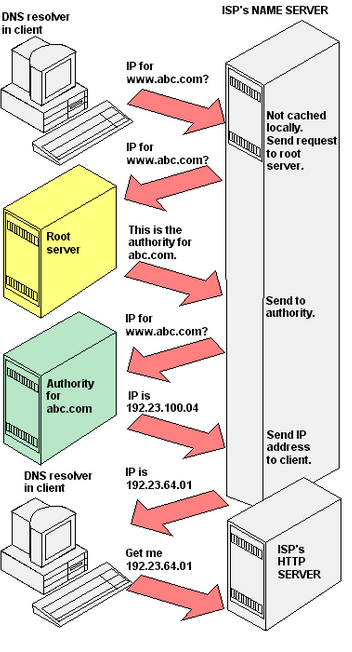 ISP's NAME SERVER
DNS resolver
in client
IP for
www.abc.com?
Not cached
locally.
Send request
to root
server.
IP for
www.abc.com?
Root
server
This is the
authority for
abc.com.
Send to
authority.
IP for
www.abc.com?
Authority
for
abc.com
IP is
192.23.100.04
Send IP
address
to client.
DNS resolver
in client
IP is
192.23.64.01
Get me
192.23.64.01
ISP's
HTTP
SERVER